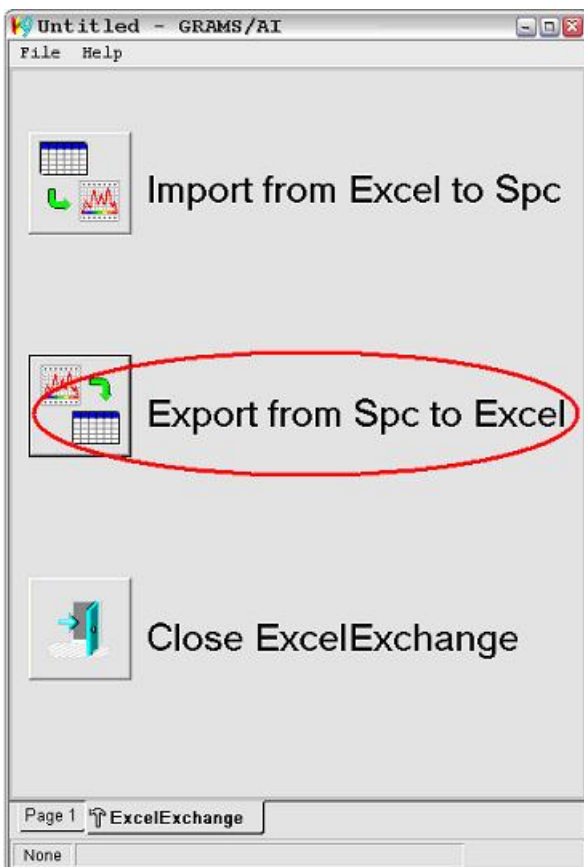 Untitled - GRAMS/AI
File Help
Import from Excel to Spc
Export from Spc to Excel
Close ExcelExchange
Page 1 ExcelExchange
None